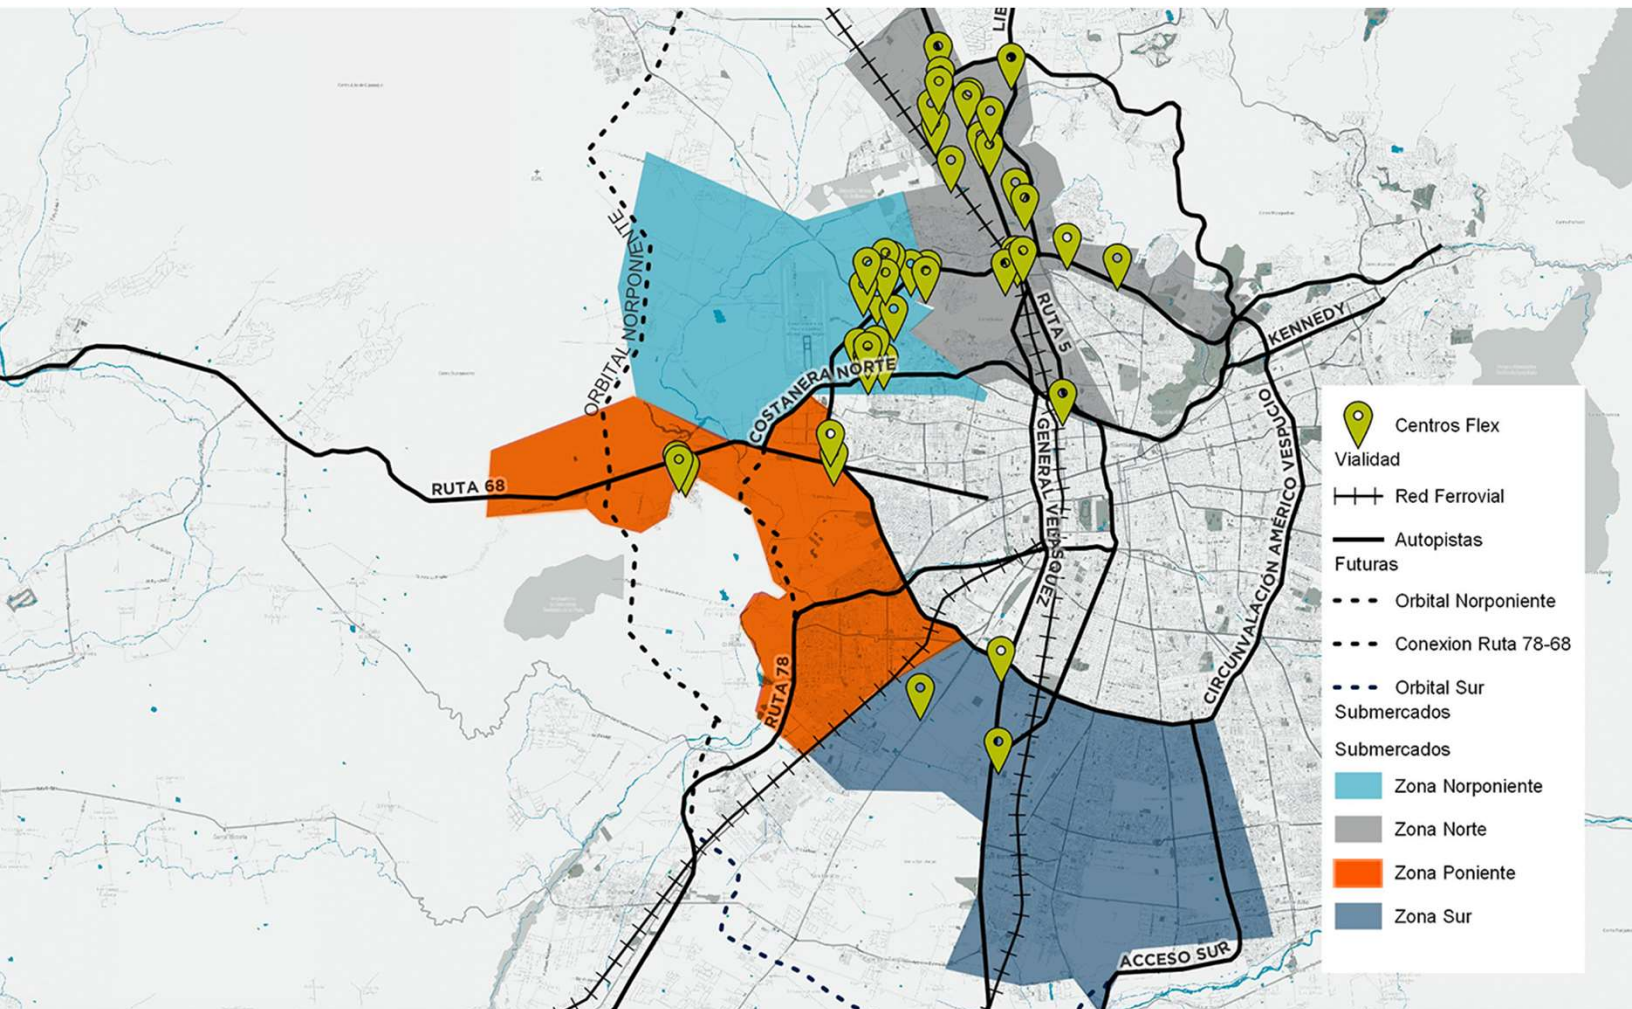 LIB
ORBITAL NORPONIENTE
RUTA 5
KENNEDY
COSTANERA NORTE
RUTA 68
GENERAL VELASQUEZ
CIRCUNVALACIÓN AMÉRICO VESPUCIO
RUTA 78
ACCESO SUR
Centros Flex
Vialidad
Red Ferrovial
Autopistas
Futuras
Orbital Norponiente
Conexion Ruta 78-68
Orbital Sur
Submercados
Submercados
Zona Norponiente
Zona Norte
Zona Poniente
Zona Sur